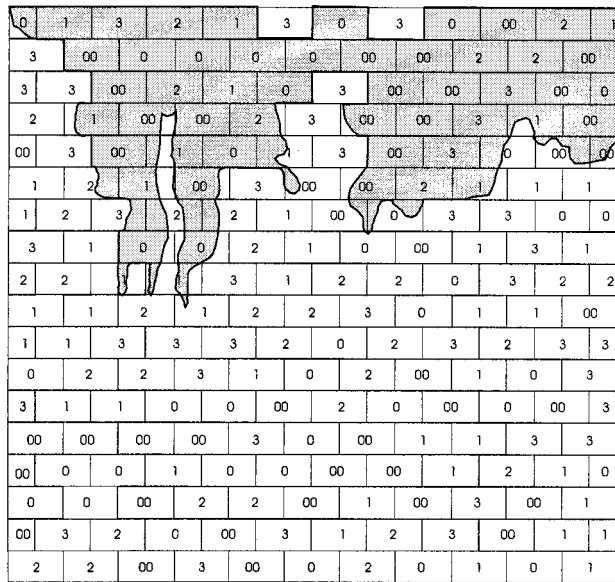 0 1 3 2 1 3 0 3 0 00 2 1
3 00 0 0 0 0 00 00 2 2 00
3 3 00 2 1 0 3 00 00 3 00 0
2 1 00 00 2 3 00 00 3 1 00
00 3 00 1 0 1 3 00 3 0 00 00
1 2 1 00 3 00 00 2 1 1 1
1 2 3 2 2 1 00 0 3 3 0 0
3 1 0 0 2 1 0 00 1 3 1
2 2 3 1 2 2 0 3 2 2
1 1 2 1 2 2 3 0 1 1 00
1 1 3 3 3 2 0 2 3 2 3 3
0 2 2 3 1 0 2 00 1 0 3
3 1 1 0 0 00 2 0 00 0 00 3
00 00 00 00 3 0 00 1 1 3 3
00 0 0 1 0 0 00 00 1 2 1 0
0 0 00 2 2 00 1 00 3 00 1
00 3 2 0 00 3 1 2 3 00 1 1
2 2 00 3 00 0 2 0 1 0 1